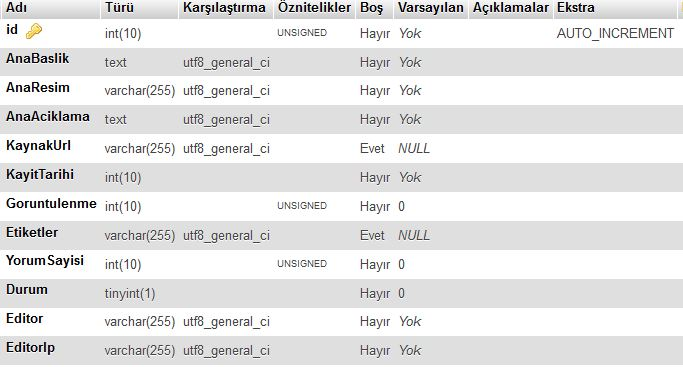 Adı Türü Karşılaştırma Öznitelikler Boş Varsayılan Açıklamalar Ekstra
id int(10) UNSIGNED Hayır Yok AUTO_INCREMENT
AnaBaslik text utf8_general_ci Hayır Yok
AnaResim varchar(255) utf8_general_ci Hayır Yok
AnaAciklama text utf8_general_ci Hayır Yok
KaynakUrl varchar(255) utf8_general_ci Evet NULL
KayitTarihi int(10) Hayır Yok
Goruntulenme int(10) UNSIGNED Hayır 0
Etiketler varchar(255) utf8_general_ci Evet NULL
YorumSayisi int(10) UNSIGNED Hayır 0
Durum tinyint(1) Hayır 0
Editor varchar(255) utf8_general_ci Hayır Yok
EditorIp varchar(255) utf8_general_ci Hayır Yok